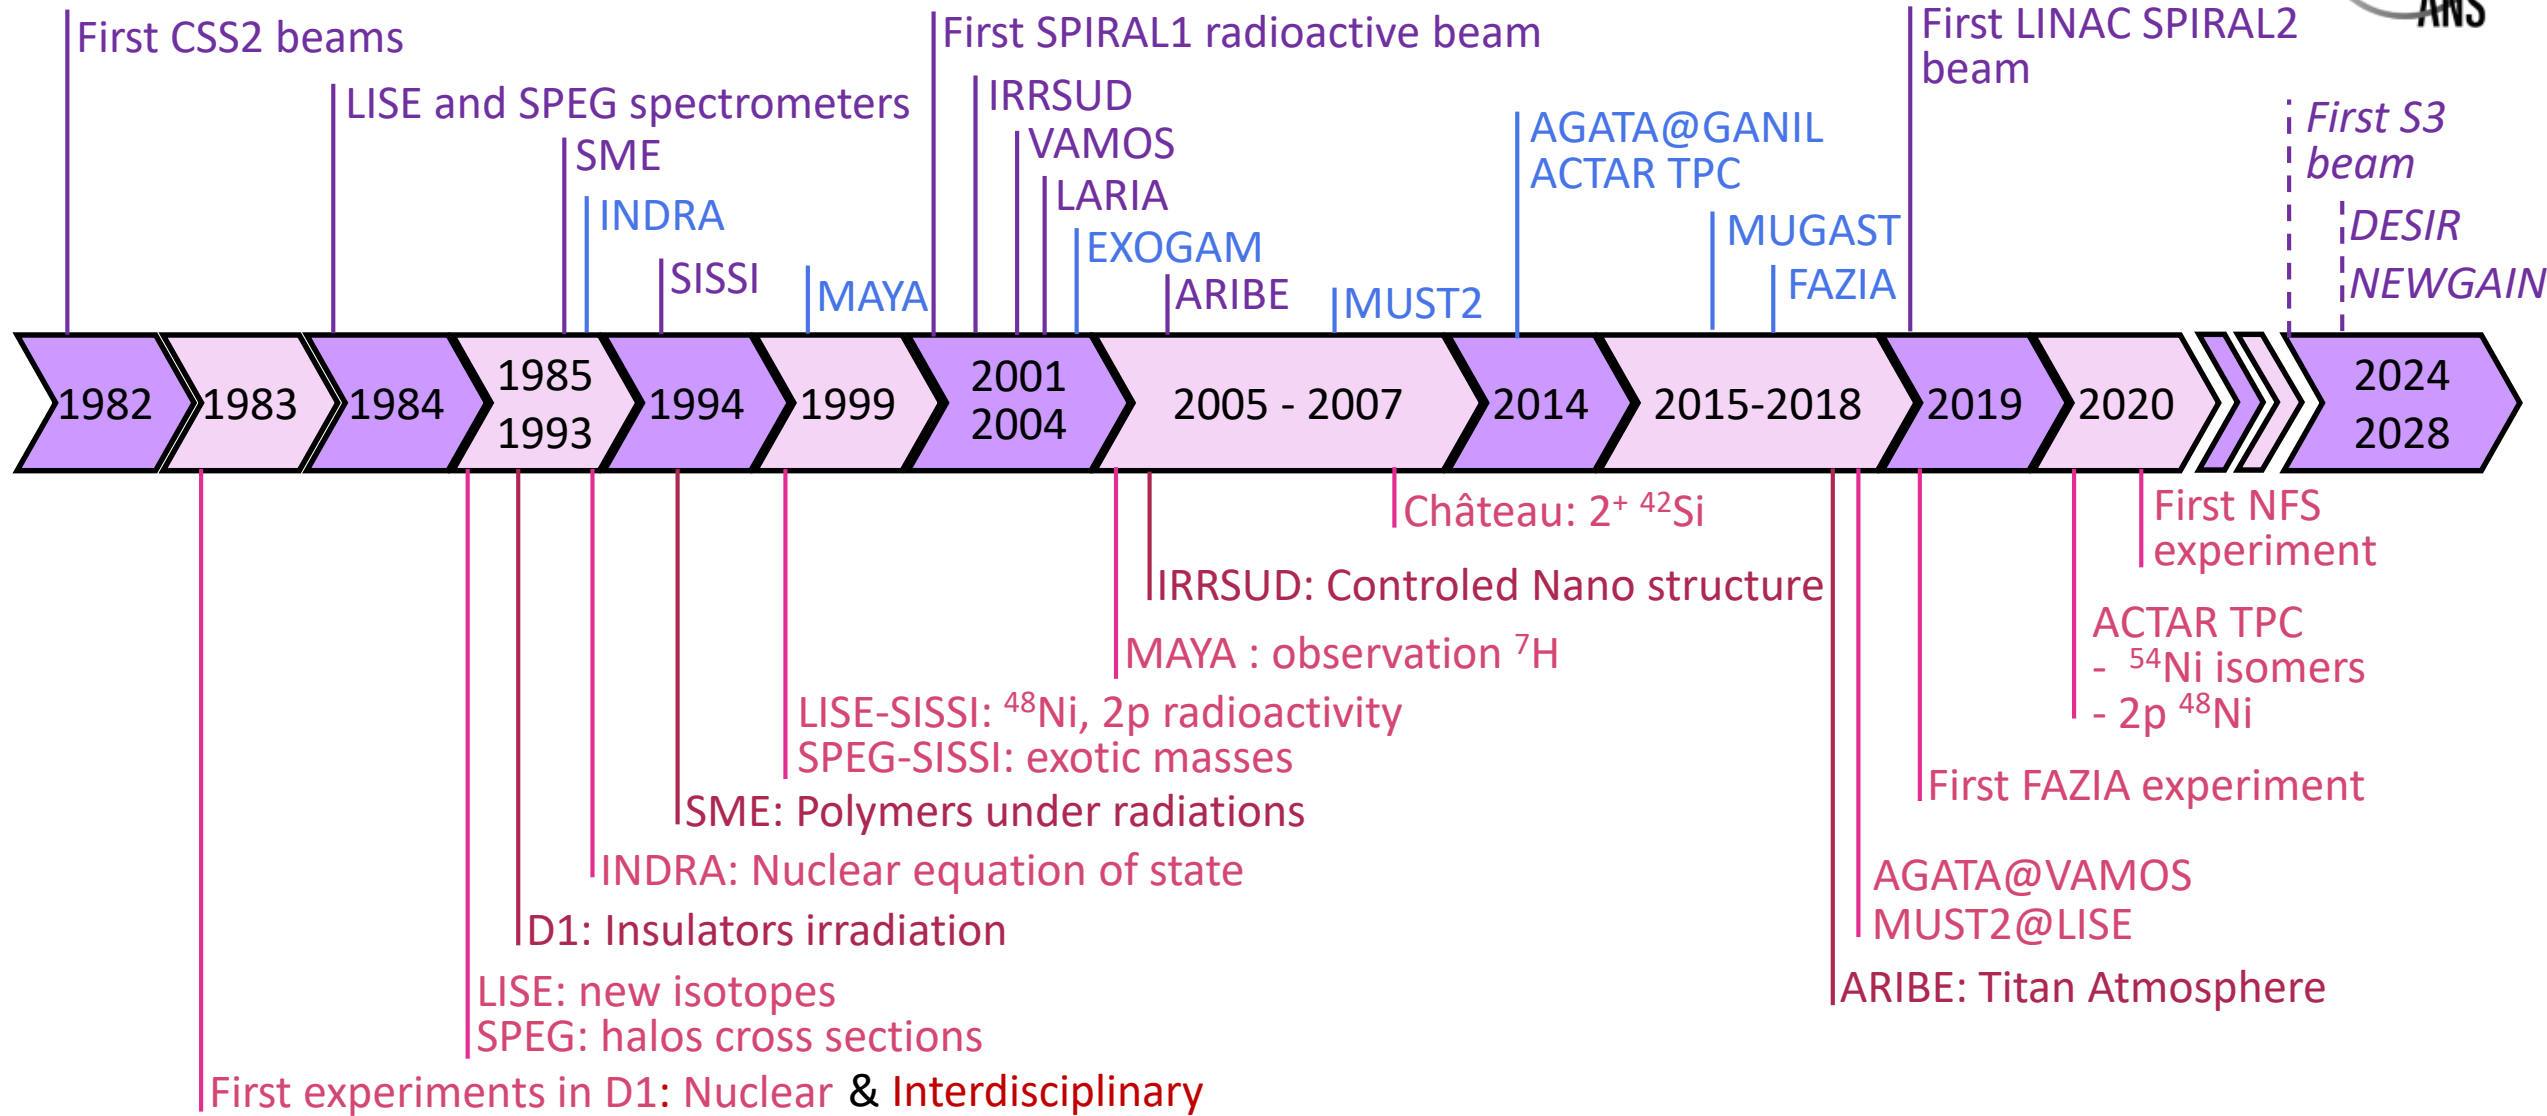 ANS
First CSS2 beams
First SPIRAL1 radioactive beam
First LINAC SPIRAL2
beam
LISE and SPEG spectrometers
IRRSUD
First S3
beam
SME
VAMOS
AGATA@GANIL
ACTAR TPC
LARIA
INDRA
MUGAST
DESIR
EXOGAM
SISSI
MAYA
ARIBE
MUST2
FAZIA
NEWGAIN
1982
1983
1984
1985
1993
1994
1999
2001
2004
2005 - 2007
2014
2015-2018
2019
2020
2024
2028
Château: 2⁺ ⁴²Si
First NFS
experiment
IRRSUD: Controled Nano structure
MAYA : observation ⁷H
ACTAR TPC
- ⁵⁴Ni isomers
- 2p ⁴⁸Ni
LISE-SISSI: ⁴⁸Ni, 2p radioactivity
SPEG-SISSI: exotic masses
First FAZIA experiment
SME: Polymers under radiations
INDRA: Nuclear equation of state
AGATA@VAMOS
MUST2@LISE
D1: Insulators irradiation
ARIBE: Titan Atmosphere
LISE: new isotopes
SPEG: halos cross sections
First experiments in D1: Nuclear & Interdisciplinary